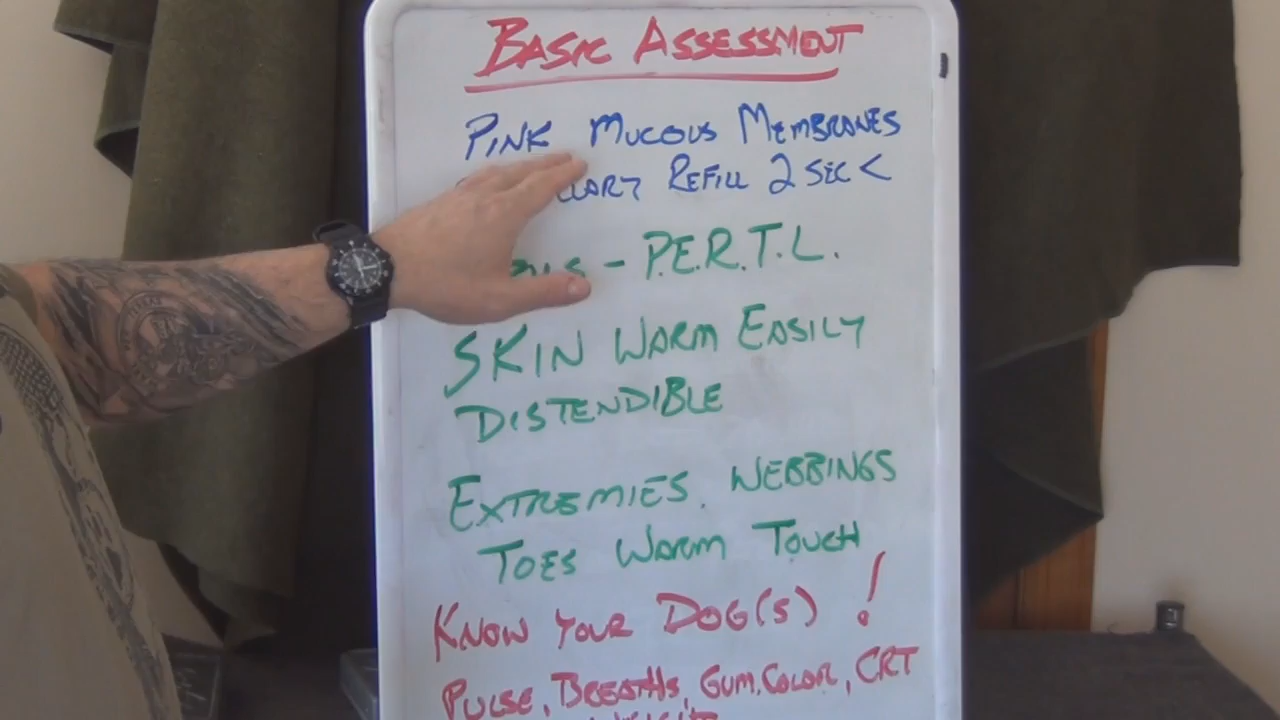 BASIC ASSESSMENT
PINK MUCOUS MEMBRANES
REFILL 2 SEC <
- P.E.R.T.L.
SKIN WARM EASILY
DISTENDIBLE
EXTREMIES. WEBBINGS
TOES WARM TOUCH
KNOW YOUR DOG(S) !
PULSE, BREATHS, GUM.COLOR, CRT